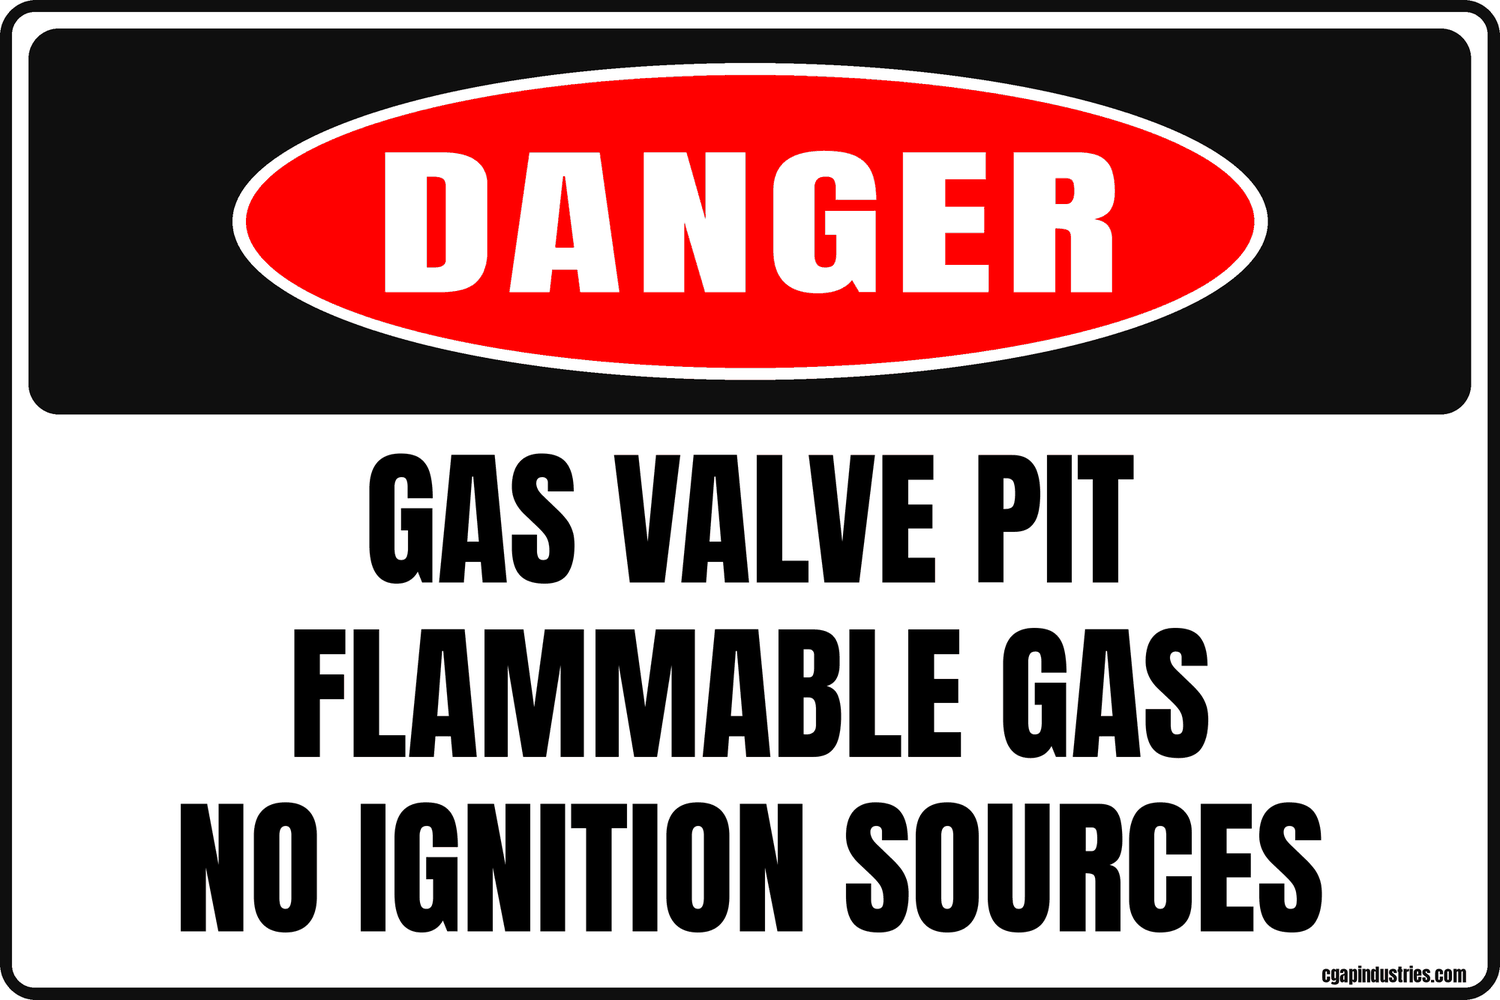 DANGER
GAS VALVE PIT
FLAMMABLE GAS
NO IGNITION SOURCES
cgapindustries.com